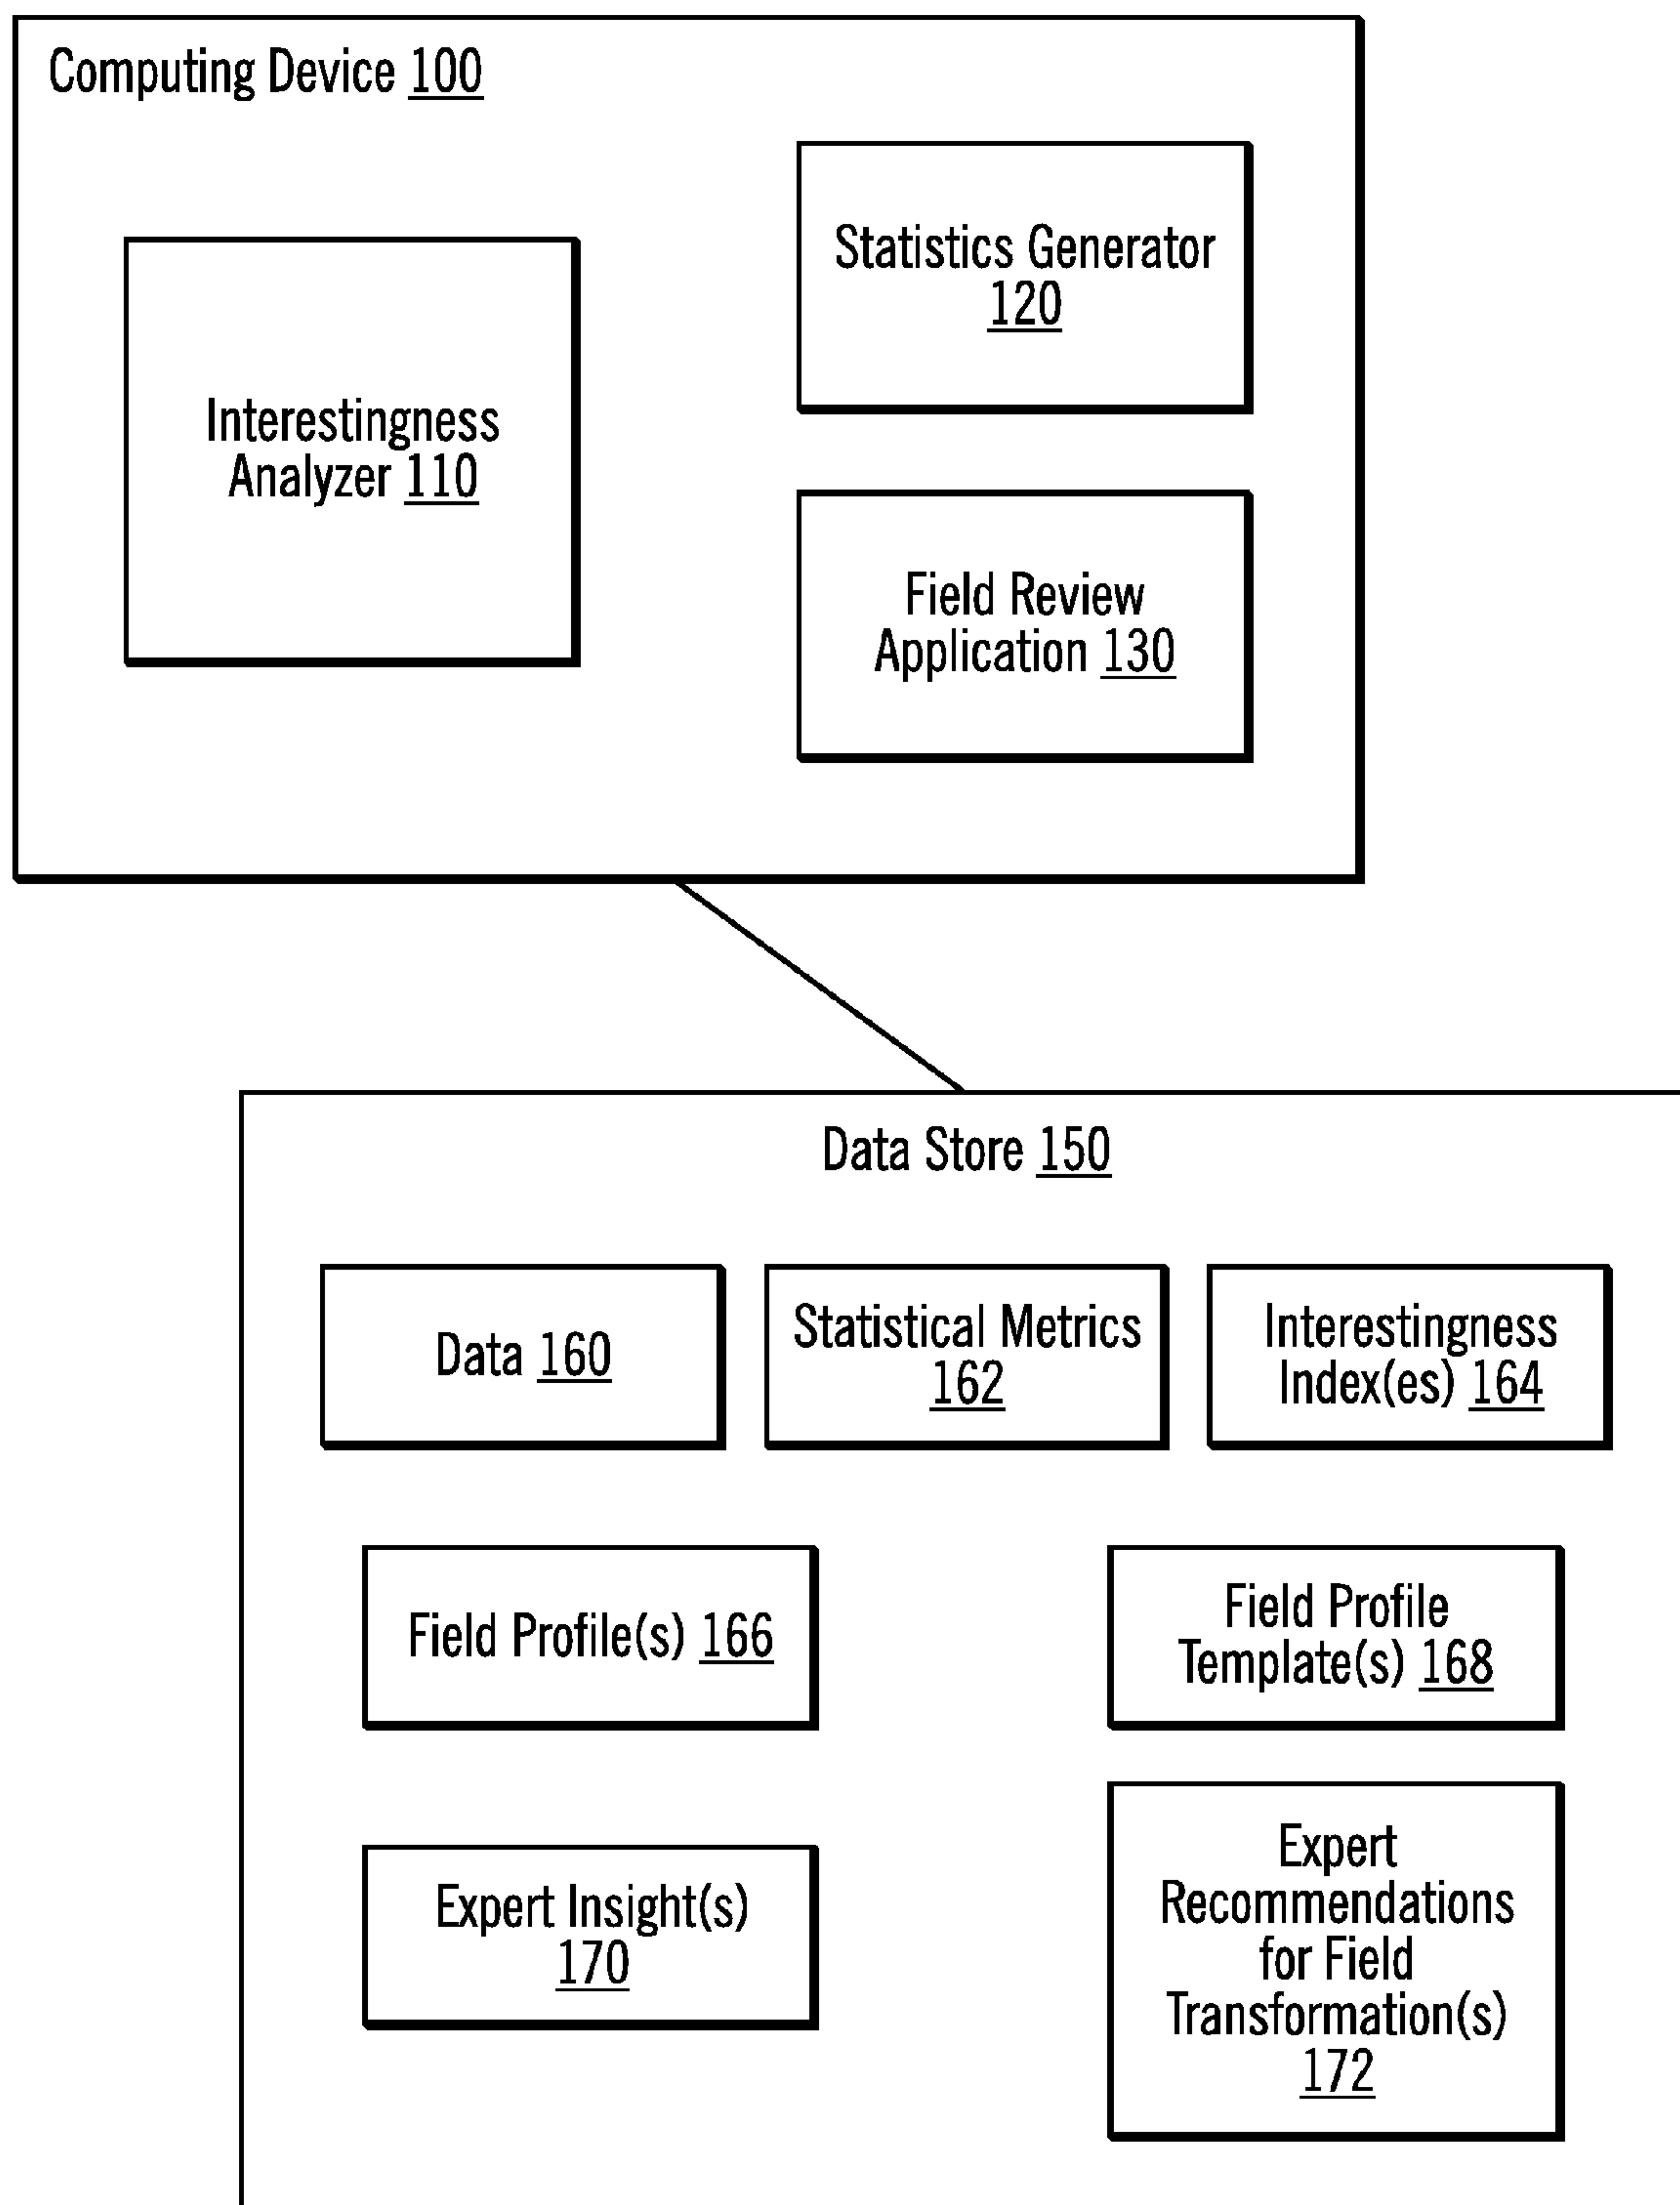 Computing Device 100
Statistics Generator
120
Interestingness
Analyzer 110
Field Review
Application 130
Data Store 150
Data 160
Statistical Metrics
162
Interestingness
Index(es) 164
Field Profile(s) 166
Field Profile
Template(s) 168
Expert Insight(s)
170
Expert
Recommendations
for Field
Transformation(s)
172